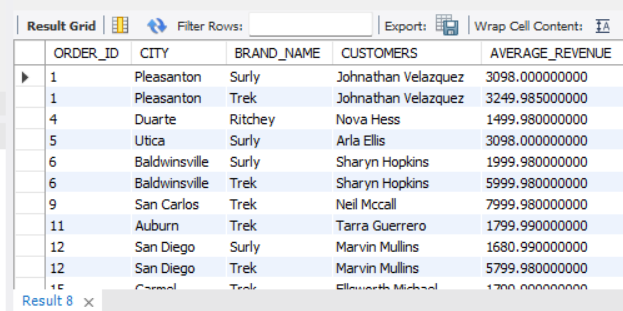 Result Grid Filter Rows: Export: Wrap Cell Content: IA
ORDER_ID CITY BRAND_NAME CUSTOMERS AVERAGE_REVENUE
1 Pleasanton Surly Johnathan Velazquez 3098.000000000
1 Pleasanton Trek Johnathan Velazquez 3249.985000000
4 Duarte Ritchey Nova Hess 1499.980000000
5 Utica Surly Arla Ellis 3098.000000000
6 Baldwinsville Surly Sharyn Hopkins 1999.980000000
6 Baldwinsville Trek Sharyn Hopkins 5999.980000000
9 San Carlos Trek Neil Mccall 7999.980000000
11 Auburn Trek Tarra Guerrero 1799.990000000
12 San Diego Surly Marvin Mullins 1680.990000000
12 San Diego Trek Marvin Mullins 5799.980000000
15 Carmel Trek Ellsworth Michael
Result 8